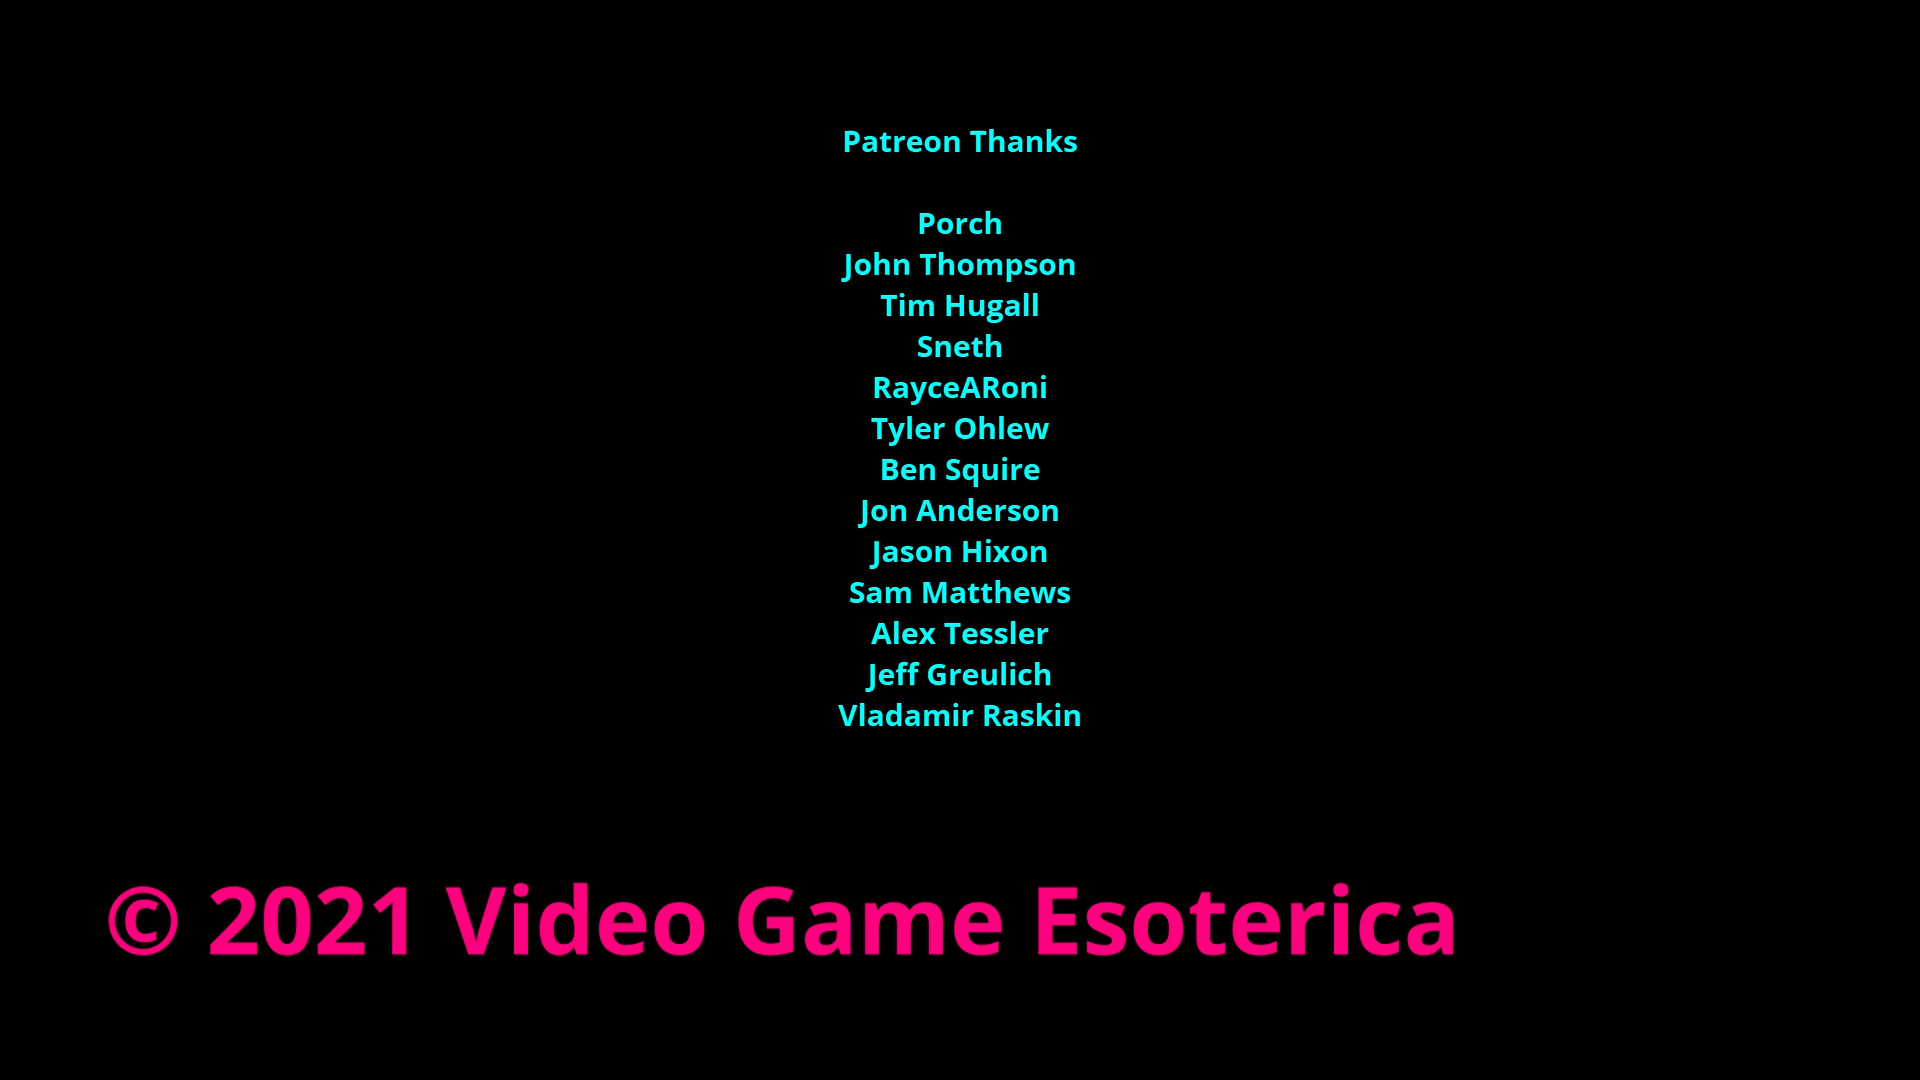 Patreon Thanks
Porch
John Thompson
Tim Hugall
Sneth
RayceARoni
Tyler Ohlew
Ben Squire
Jon Anderson
Jason Hixon
Sam Matthews
Alex Tessler
Jeff Greulich
Vladamir Raskin
© 2021 Video Game Esoterica